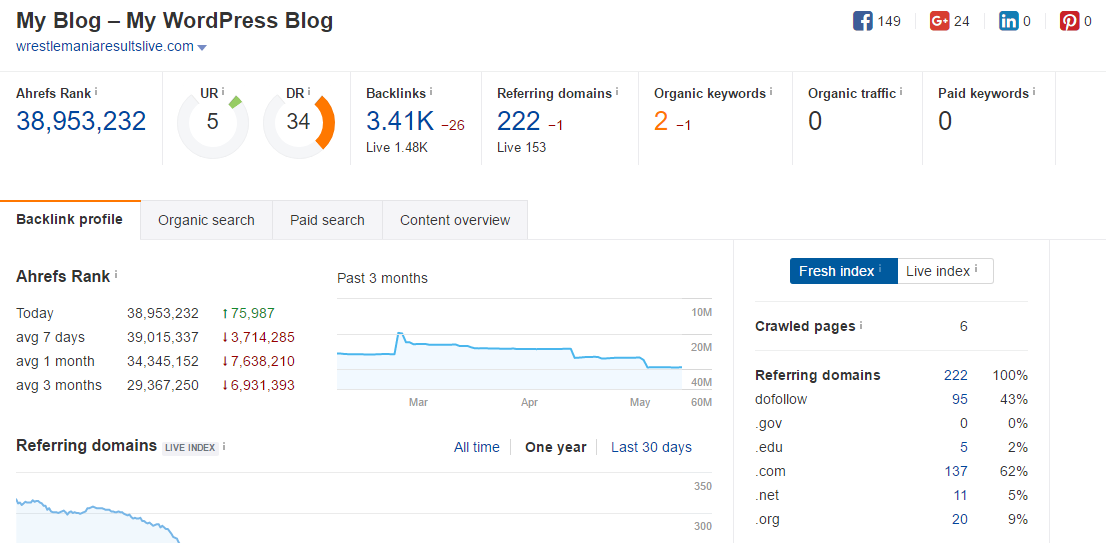 My Blog – My WordPress Blog
149 24 0 0
wrestlemaniaresultslive.com
Ahrefs Rank i
38,953,232
UR i
5
DR i
34
Backlinks i
3.41K –26
Live 1.48K
Referring domains i
222 –1
Live 153
Organic keywords i
2 –1
Organic traffic i
0
Paid keywords i
0
Backlink profile Organic search Paid search Content overview
Ahrefs Rank i
Today 38,953,232 ↑75,987
avg 7 days 39,015,337 ↓3,714,285
avg 1 month 34,345,152 ↓7,638,210
avg 3 months 29,367,250 ↓6,931,393
Past 3 months
10M
20M
40M
60M
Mar Apr May
Referring domains LIVE INDEX i
All time One year Last 30 days
350
300
Fresh index i Live index i
Crawled pages i 6
Referring domains 222 100%
dofollow 95 43%
.gov 0 0%
.edu 5 2%
.com 137 62%
.net 11 5%
.org 20 9%